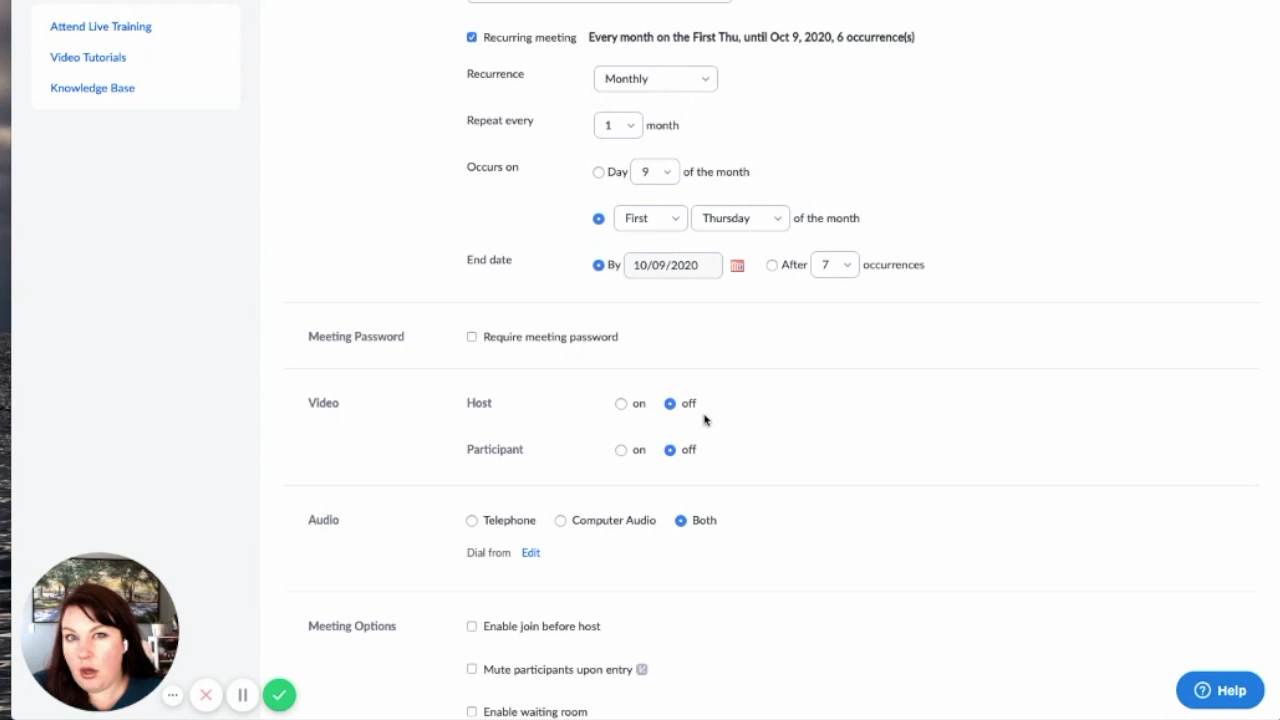 Attend Live Training
Video Tutorials
Knowledge Base
Recurring meeting Every month on the First Thu, until Oct 9, 2020, 6 occurrence(s)
Recurrence Monthly
Repeat every 1 month
Occurs on Day 9 of the month
First Thursday of the month
End date By 10/09/2020 After 7 occurrences
Meeting Password Require meeting password
Video Host on off
Participant on off
Audio Telephone Computer Audio Both
Dial from Edit
Meeting Options Enable join before host
Mute participants upon entry
Enable waiting room
Help